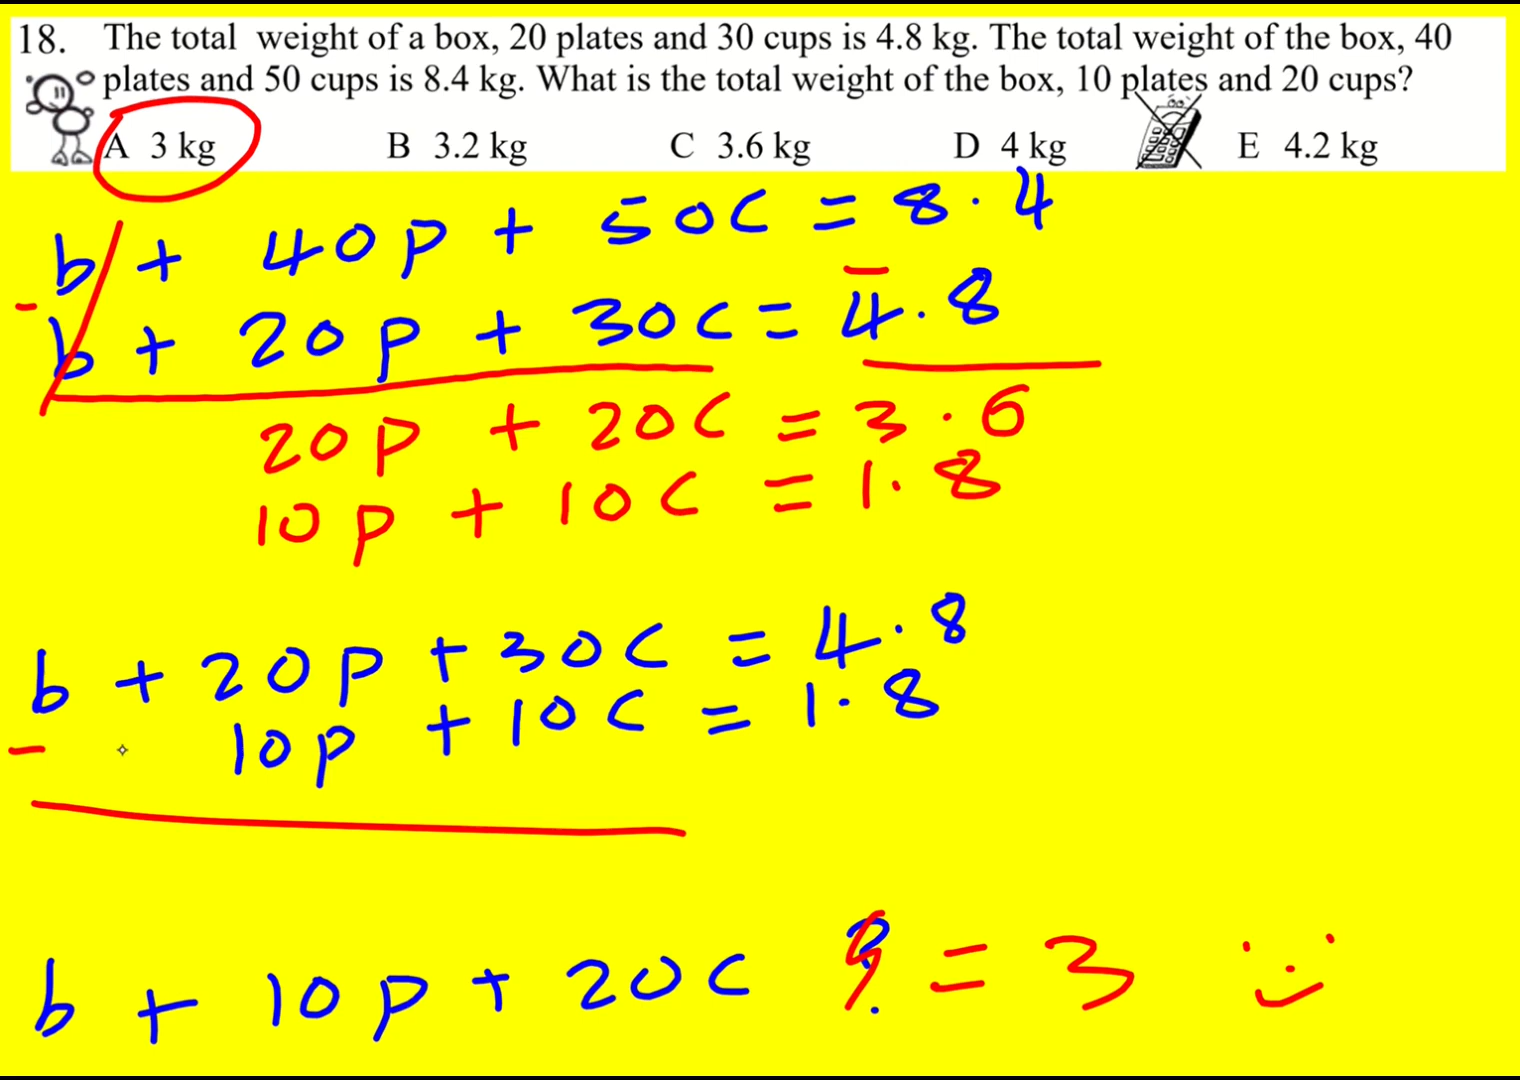 18. The total weight of a box, 20 plates and 30 cups is 4.8 kg. The total weight of the box, 40
plates and 50 cups is 8.4 kg. What is the total weight of the box, 10 plates and 20 cups?
A 3 kg B 3.2 kg C 3.6 kg D 4 kg E 4.2 kg
b + 40p + 50c = 8.4
- b + 20p + 30c = 4.8
20p + 20c = 3.6
10p + 10c = 1.8
b + 20p + 30c = 4.8
- 10p + 10c = 1.8
b + 10p + 20c ? = 3